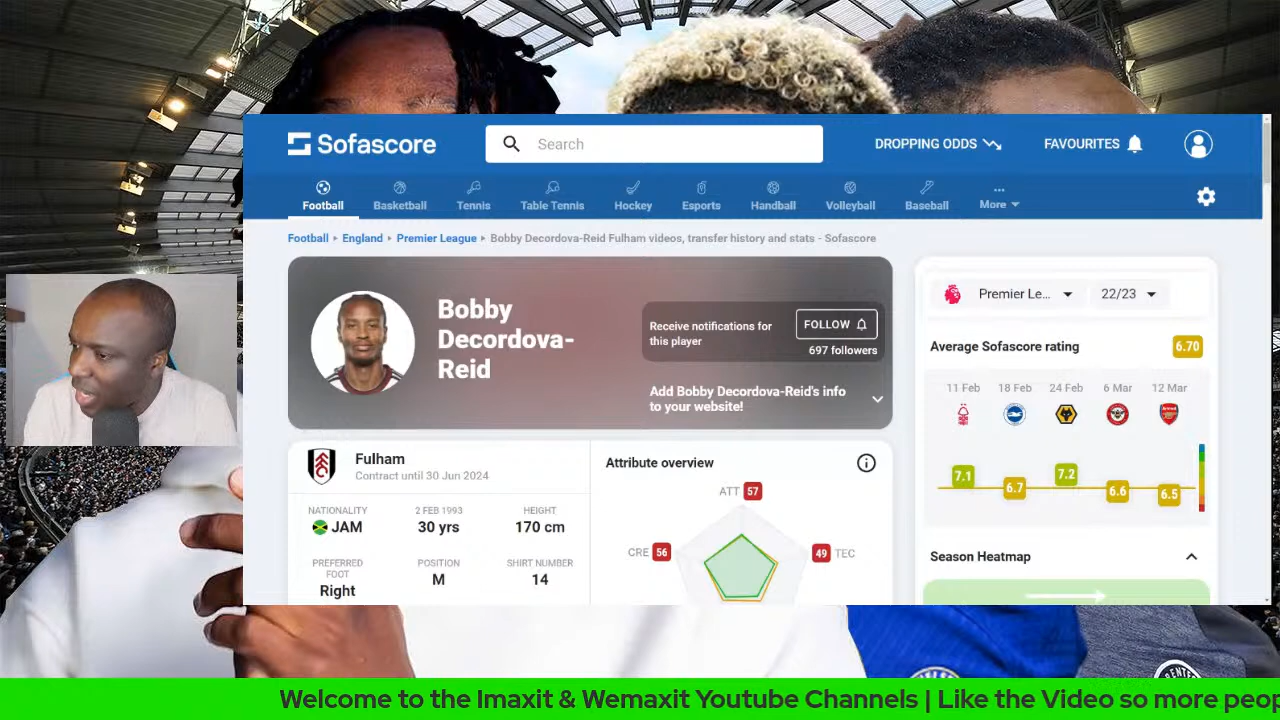 Sofascore
Search
DROPPING ODDS
FAVOURITES
Football
Basketball
Tennis
Table Tennis
Hockey
Esports
Handball
Volleyball
Baseball
More
Football England Premier League Bobby Decordova-Reid Fulham videos, transfer history and stats - Sofascore
Bobby
Decordova-
Reid
Receive notifications for
this player
FOLLOW
697 followers
Add Bobby Decordova-Reid's info
to your website!
Premier Le...
22/23
Average Sofascore rating
6.70
11 Feb
18 Feb
24 Feb
6 Mar
12 Mar
7.1
6.7
7.2
6.6
6.5
Season Heatmap
Fulham
Contract until 30 Jun 2024
NATIONALITY
JAM
2 FEB 1993
30 yrs
HEIGHT
170 cm
PREFERRED
FOOT
Right
POSITION
M
SHIRT NUMBER
14
Attribute overview
ATT 57
CRE 56
49 TEC
Welcome to the Imaxit & Wemaxit Youtube Channels | Like the Video so more peop